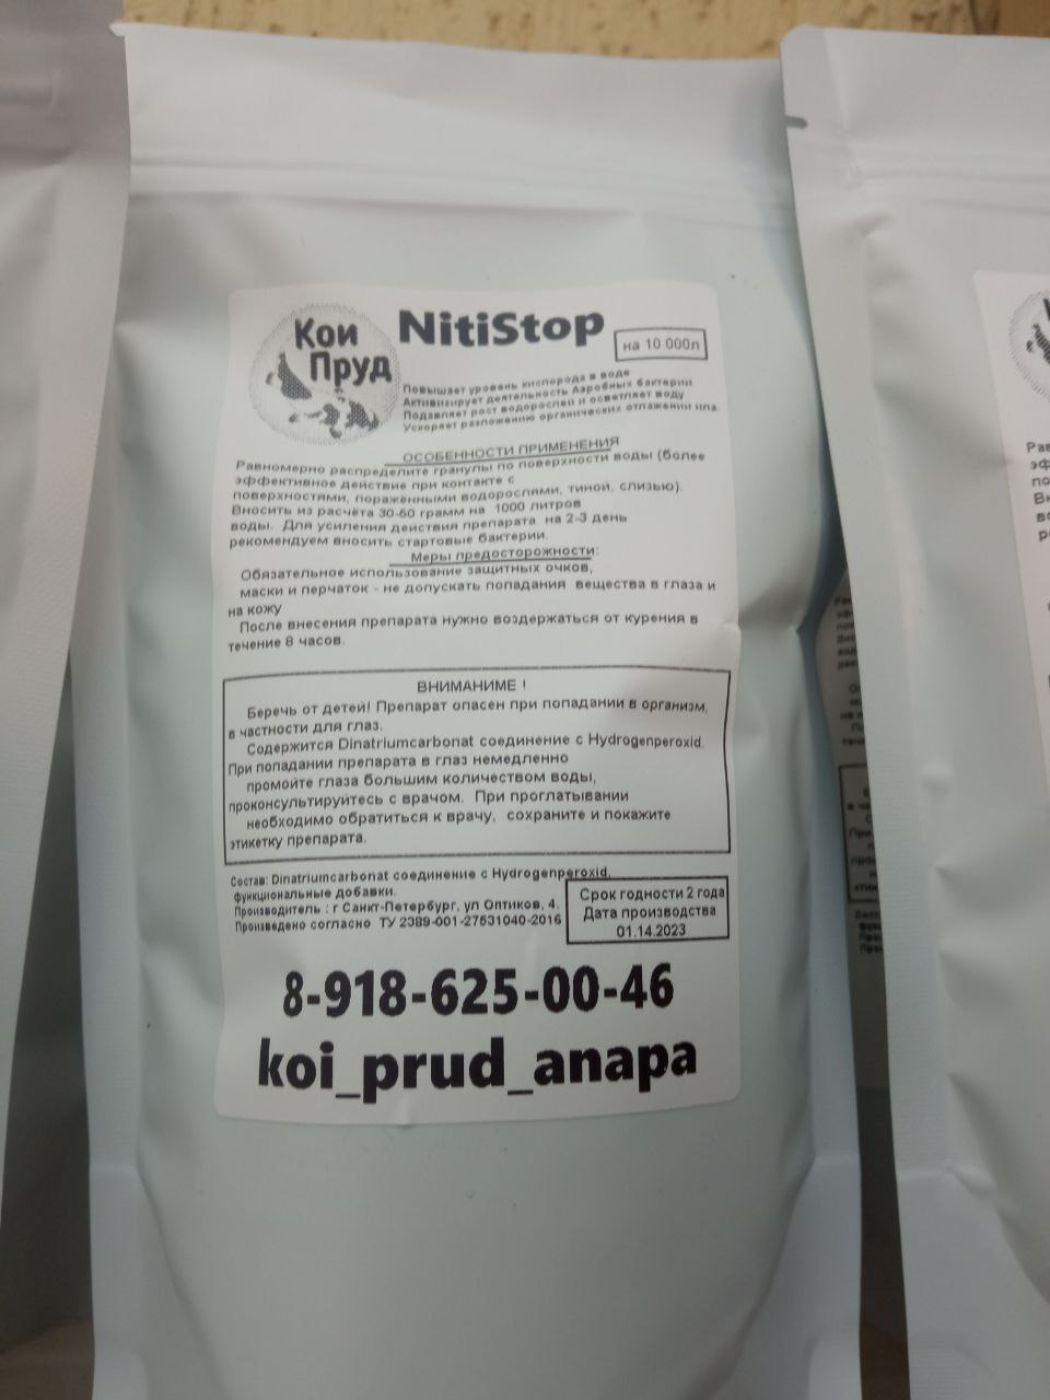 Кои
Пруд
NitiStop
на 10 000л
Повышает уровень кислорода в воде
Активизирует деятельность Аэробных бактерий
Подавляет рост водорослей и осветляет воду
Ускоряет разложению органических отлажений ила
ОСОБЕННОСТИ ПРИМЕНЕНИЯ
Равномерно распределите гранулы по поверхности воды (более
эффективное действие при контакте с
поверхностями, поражёнными водорослями, тиной, слизью).
Вносить из расчёта 30-60 грамм на 1000 литров
воды. Для усиления действия препарата на 2-3 день
рекомендуем вносить стартовые бактерии.
Меры предосторожности:
Обязательное использование защитных очков,
маски и перчаток - не допускать попадания вещества в глаза и
на кожу
После внесения препарата нужно воздержаться от курения в
течение 8 часов.
ВНИМАНИМЕ !
Беречь от детей! Препарат опасен при попадании в организм,
в частности для глаз.
Содержится Dinatriumcarbonat соединение с Hydrogenperoxid.
При попадании препарата в глаз немедленно
промойте глаза большим количеством воды,
проконсультируйтесь с врачом. При проглатывании
необходимо обратиться к врачу, сохраните и покажите
этикетку препарата.
Состав: Dinatriumcarbonat соединение с Hydrogenperoxid,
функциональные добавки.
Производитель : г Санкт-Петербург, ул Оптиков, 4.
Произведено согласно ТУ 2389-001-27531040-2016
Срок годности 2 года
Дата производства
01.14.2023
8-918-625-00-46
koi_prud_anapa